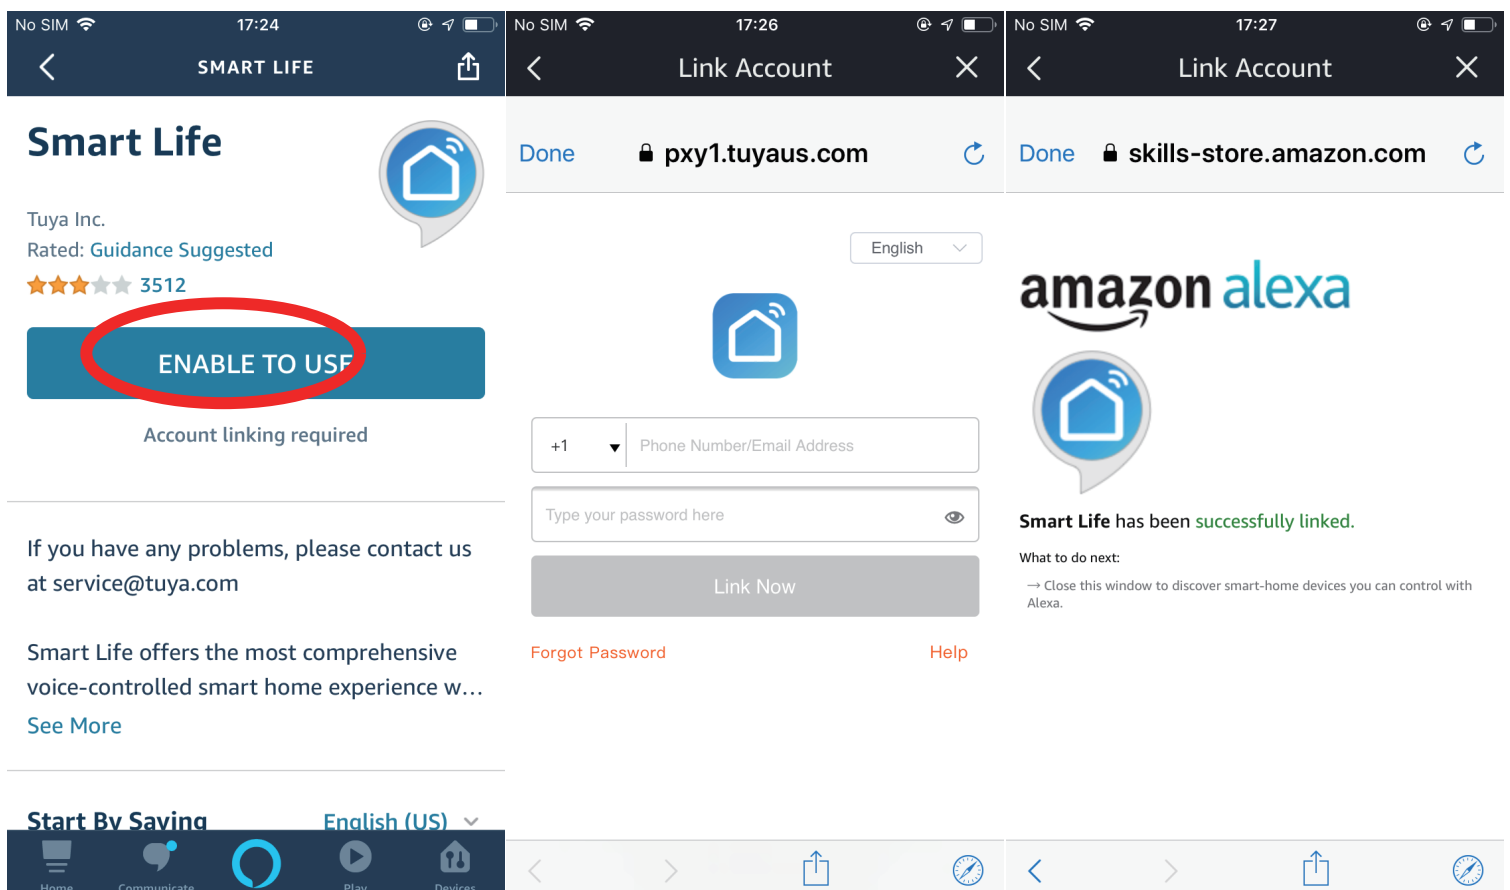 No SIM 17:24
SMART LIFE
Smart Life
Tuya Inc.
Rated: Guidance Suggested
3512
ENABLE TO USE
Account linking required
If you have any problems, please contact us
at service@tuya.com
Smart Life offers the most comprehensive
voice-controlled smart home experience w...
See More
Start By Saying English (US)
Home Communicate Play Devices
No SIM 17:26
Link Account
Done pxy1.tuyaus.com
English
+1 Phone Number/Email Address
Type your password here
Link Now
Forgot Password Help
No SIM 17:27
Link Account
Done skills-store.amazon.com
amazon alexa
Smart Life has been successfully linked.
What to do next:
→ Close this window to discover smart-home devices you can control with
Alexa.